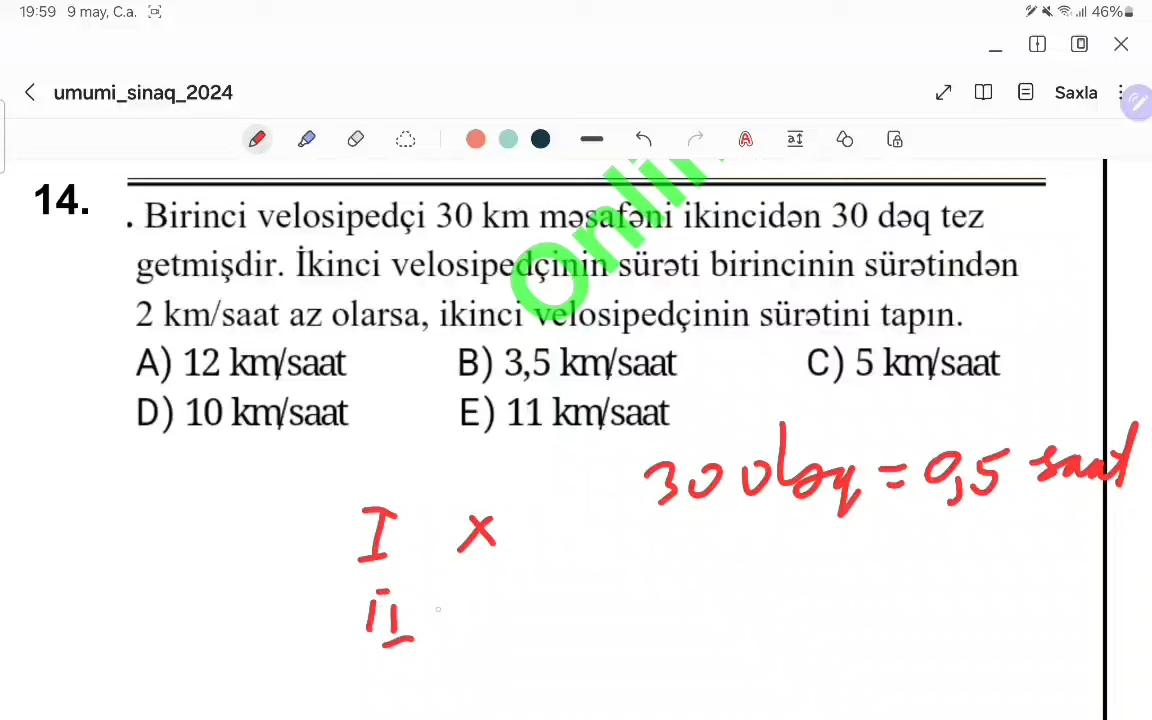 19:59 9 may, C.a. 46%
umumi_sinaq_2024 Saxla
14.
. Birinci velosipedçi 30 km məsafəni ikincidən 30 dəq tez
getmişdir. İkinci velosipedçinin sürəti birincinin sürətindən
2 km/saat az olarsa, ikinci velosipedçinin sürətini tapın.
A) 12 km/saat B) 3,5 km/saat C) 5 km/saat
D) 10 km/saat E) 11 km/saat
30 dəq = 0,5 saat
I x
II